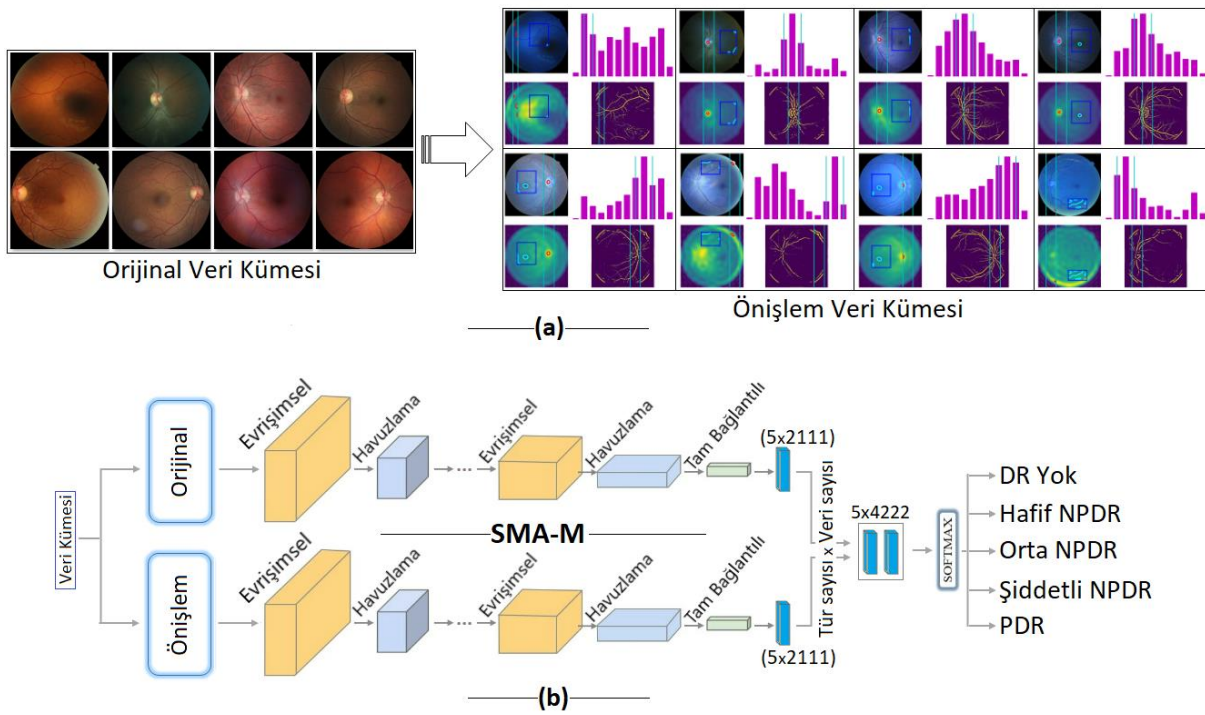 Orijinal Veri Kümesi
Önişlem Veri Kümesi
(a)
Veri Kümesi
Orijinal
Evrişimsel
Havuzlama
...
Evrişimsel
Havuzlama
Tam Bağlantılı
(5x2111)
SMA-M
Önişlem
Evrişimsel
Havuzlama
...
Evrişimsel
Havuzlama
Tam Bağlantılı
(5x2111)
Tür sayısı x Veri sayısı
5x4222
SOFTMAX
DR Yok
Hafif NPDR
Orta NPDR
Şiddetli NPDR
PDR
(b)